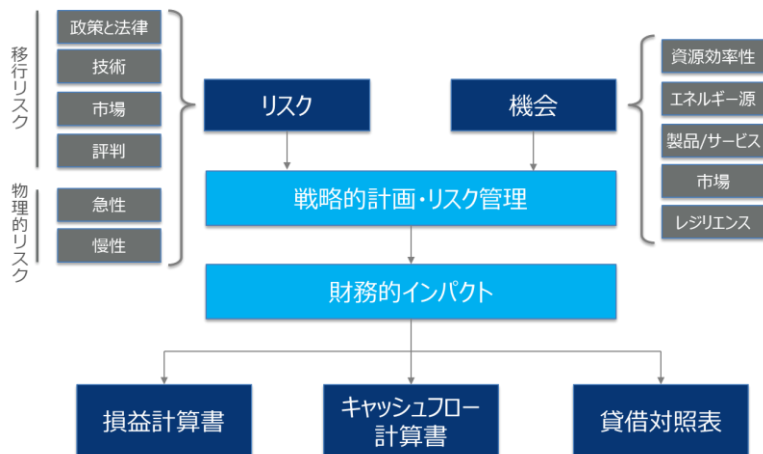 移行リスク
政策と法律
技術
市場
評判
物理的リスク
急性
慢性
リスク
機会
資源効率性
エネルギー源
製品/サービス
市場
レジリエンス
戦略的計画・リスク管理
財務的インパクト
損益計算書
キャッシュフロー
計算書
貸借対照表